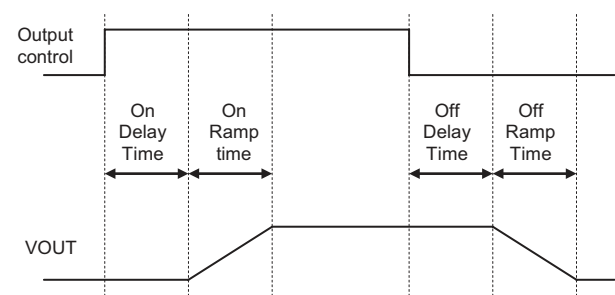 Output
control
On
Delay
Time
On
Ramp
time
Off
Delay
Time
Off
Ramp
Time
VOUT